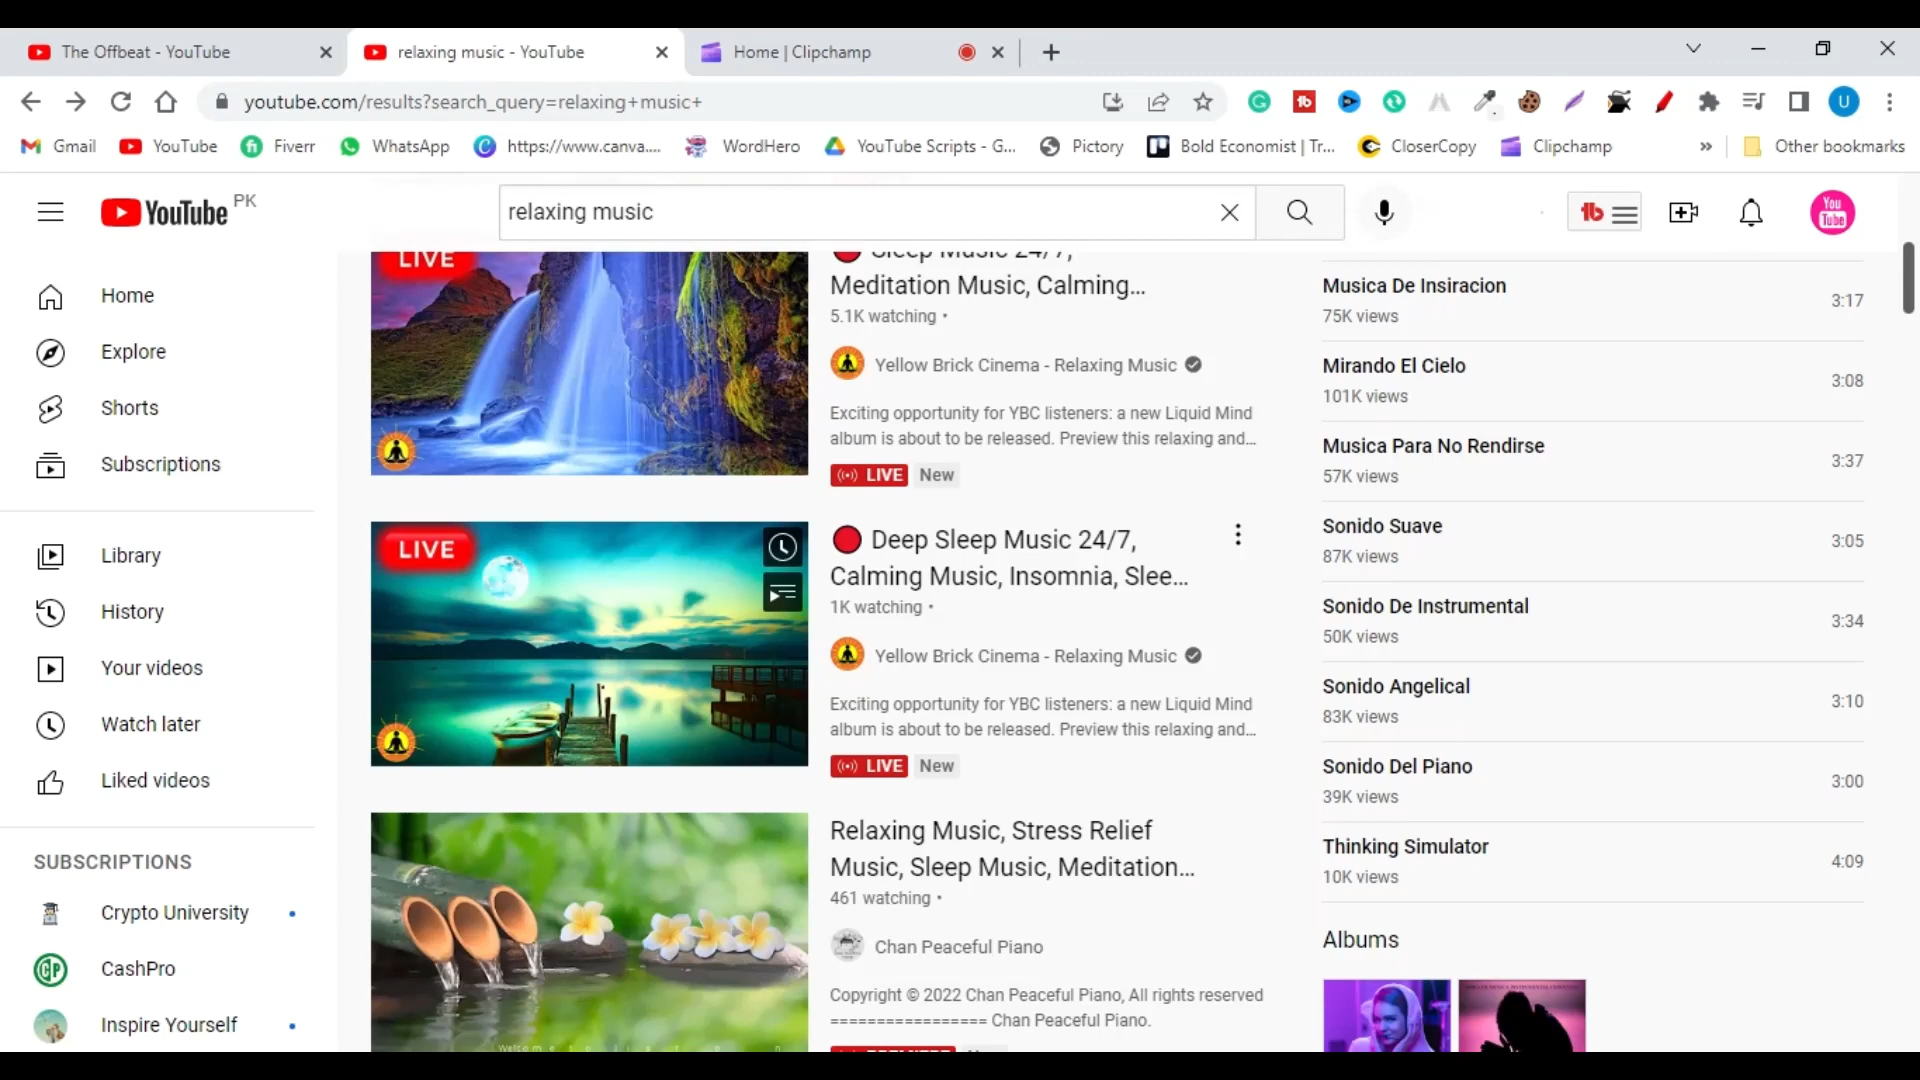 The Offbeat - YouTube
relaxing music - YouTube
Home | Clipchamp
youtube.com/results?search_query=relaxing+music+
Gmail
YouTube
Fiverr
WhatsApp
https://www.canva....
WordHero
YouTube Scripts - G...
Pictory
Bold Economist | Tr...
CloserCopy
Clipchamp
»
Other bookmarks
YouTube PK
relaxing music
Home
Explore
Shorts
Subscriptions
Library
History
Your videos
Watch later
Liked videos
SUBSCRIPTIONS
Crypto University
CashPro
Inspire Yourself
LIVE
Sleep Music 24/7,
Meditation Music, Calming...
5.1K watching •
Yellow Brick Cinema - Relaxing Music
Exciting opportunity for YBC listeners: a new Liquid Mind
album is about to be released. Preview this relaxing and...
LIVE New
LIVE
Deep Sleep Music 24/7,
Calming Music, Insomnia, Slee...
1K watching •
Yellow Brick Cinema - Relaxing Music
Exciting opportunity for YBC listeners: a new Liquid Mind
album is about to be released. Preview this relaxing and...
LIVE New
Relaxing Music, Stress Relief
Music, Sleep Music, Meditation...
461 watching •
Chan Peaceful Piano
Copyright © 2022 Chan Peaceful Piano, All rights reserved
================= Chan Peaceful Piano.
Musica De Insiracion
75K views
3:17
Mirando El Cielo
101K views
3:08
Musica Para No Rendirse
57K views
3:37
Sonido Suave
87K views
3:05
Sonido De Instrumental
50K views
3:34
Sonido Angelical
83K views
3:10
Sonido Del Piano
39K views
3:00
Thinking Simulator
10K views
4:09
Albums
U
You
Tube
tb